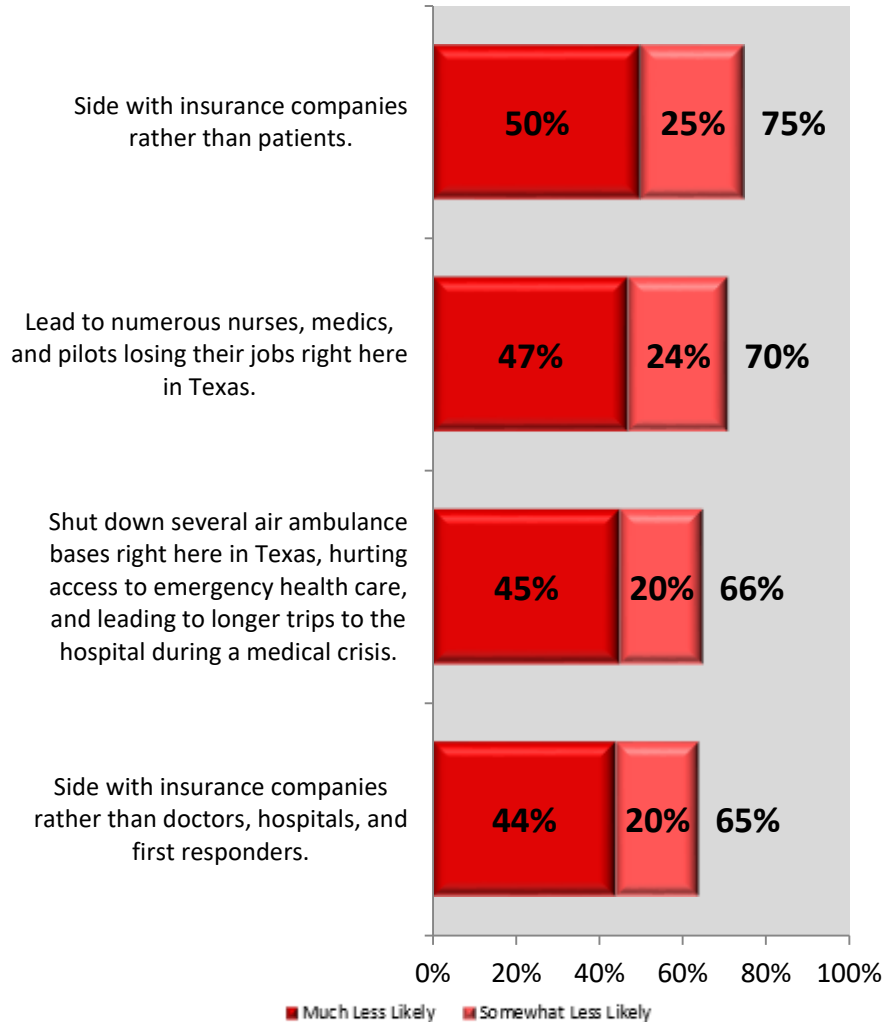 Side with insurance companies
rather than patients.
50% 25% 75%
Lead to numerous nurses, medics,
and pilots losing their jobs right here
in Texas.
47% 24% 70%
Shut down several air ambulance
bases right here in Texas, hurting
access to emergency health care,
and leading to longer trips to the
hospital during a medical crisis.
45% 20% 66%
Side with insurance companies
rather than doctors, hospitals, and
first responders.
44% 20% 65%
0% 20% 40% 60% 80% 100%
Much Less Likely Somewhat Less Likely